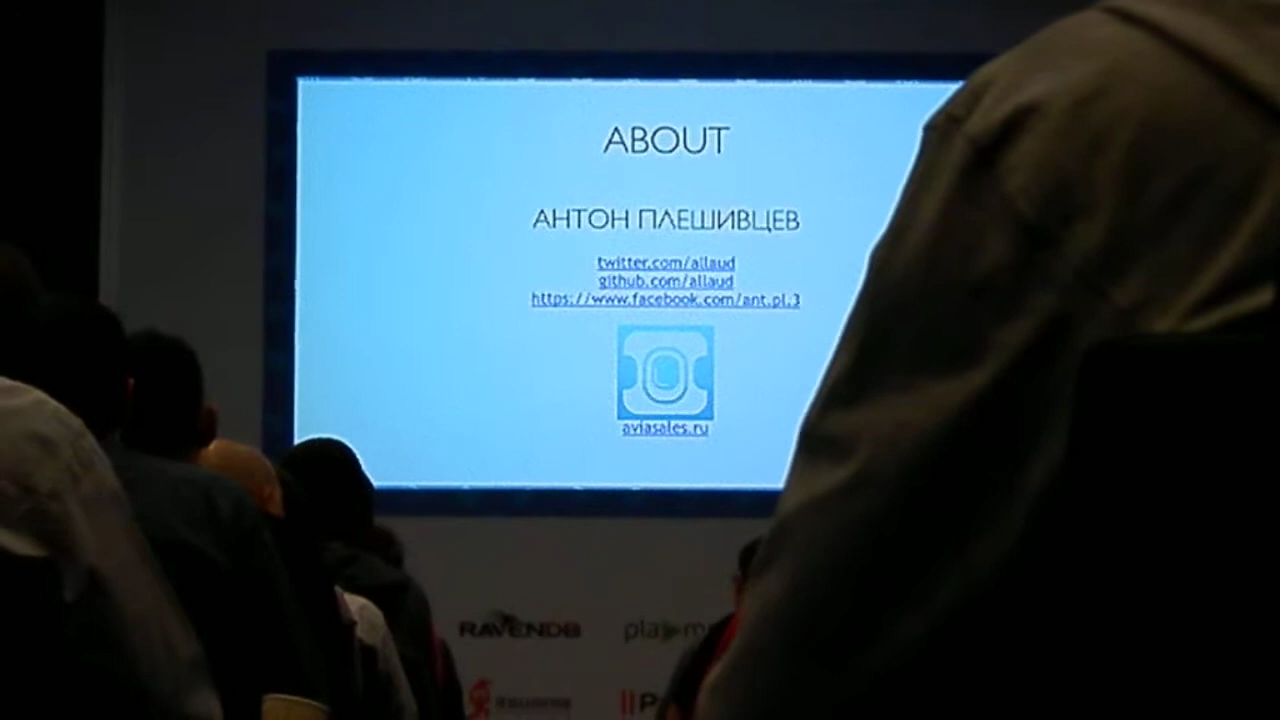 ABOUT
АНТОН ПЛЕШИВЦЕВ
twitter.com/allaud
github.com/allaud
https://www.facebook.com/ant.pl.3
aviasales.ru
RAVENDB